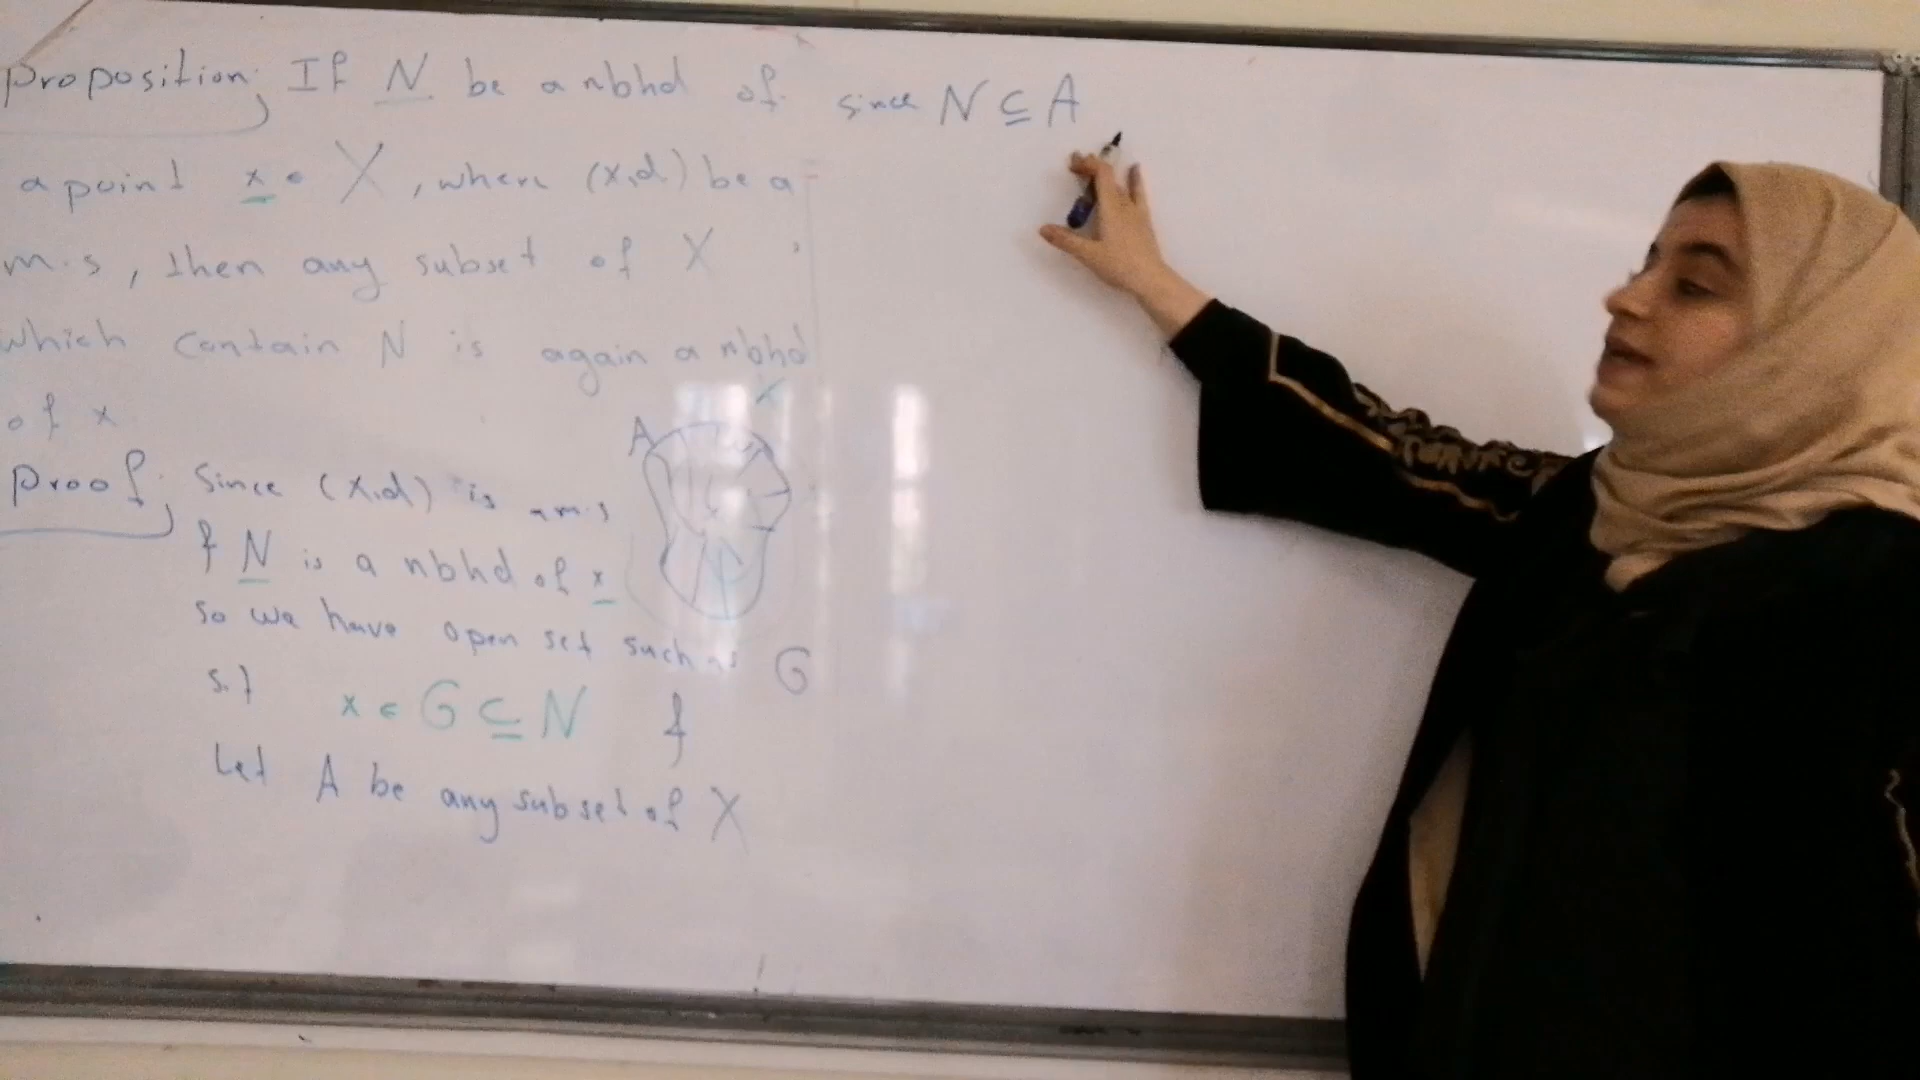 Proposition; If N be a nbhd of
a point x ∈ X, where (X,d) be a
m.s, then any subset of X
which contain N is again a nbhd
of x
Proof; Since (X,d) is a m.s
& N is a nbhd of x
so we have open set such as G
s.t x ∈ G ⊆ N &
Let A be any subset of X
X
A
since N ⊆ A